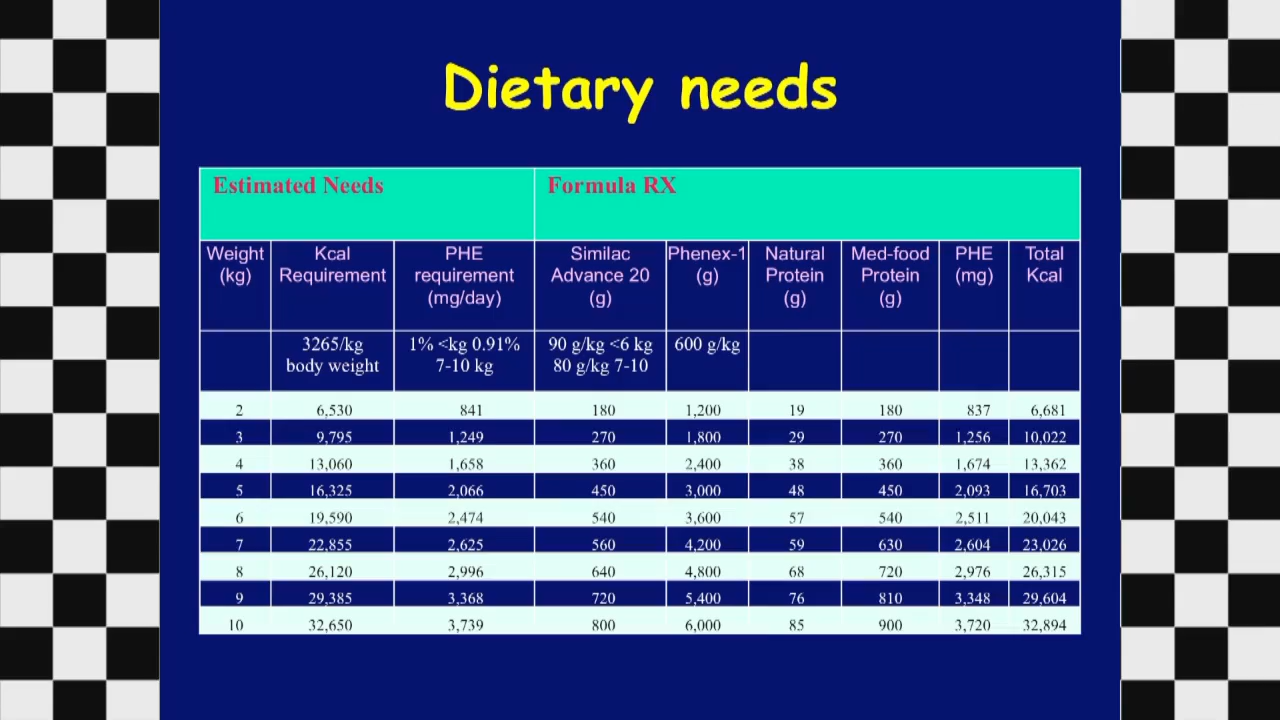 Dietary needs
Estimated Needs Formula RX
Weight (kg) Kcal Requirement PHE requirement (mg/day) Similac Advance 20 (g) Phenex-1 (g) Natural Protein (g) Med-food Protein (g) PHE (mg) Total Kcal
3265/kg body weight 1% <kg 0.91% 7-10 kg 90 g/kg <6 kg 80 g/kg 7-10 600 g/kg
2 6,530 841 180 1,200 19 180 837 6,681
3 9,795 1,249 270 1,800 29 270 1,256 10,022
4 13,060 1,658 360 2,400 38 360 1,674 13,362
5 16,325 2,066 450 3,000 48 450 2,093 16,703
6 19,590 2,474 540 3,600 57 540 2,511 20,043
7 22,855 2,625 560 4,200 59 630 2,604 23,026
8 26,120 2,996 640 4,800 68 720 2,976 26,315
9 29,385 3,368 720 5,400 76 810 3,348 29,604
10 32,650 3,739 800 6,000 85 900 3,720 32,894